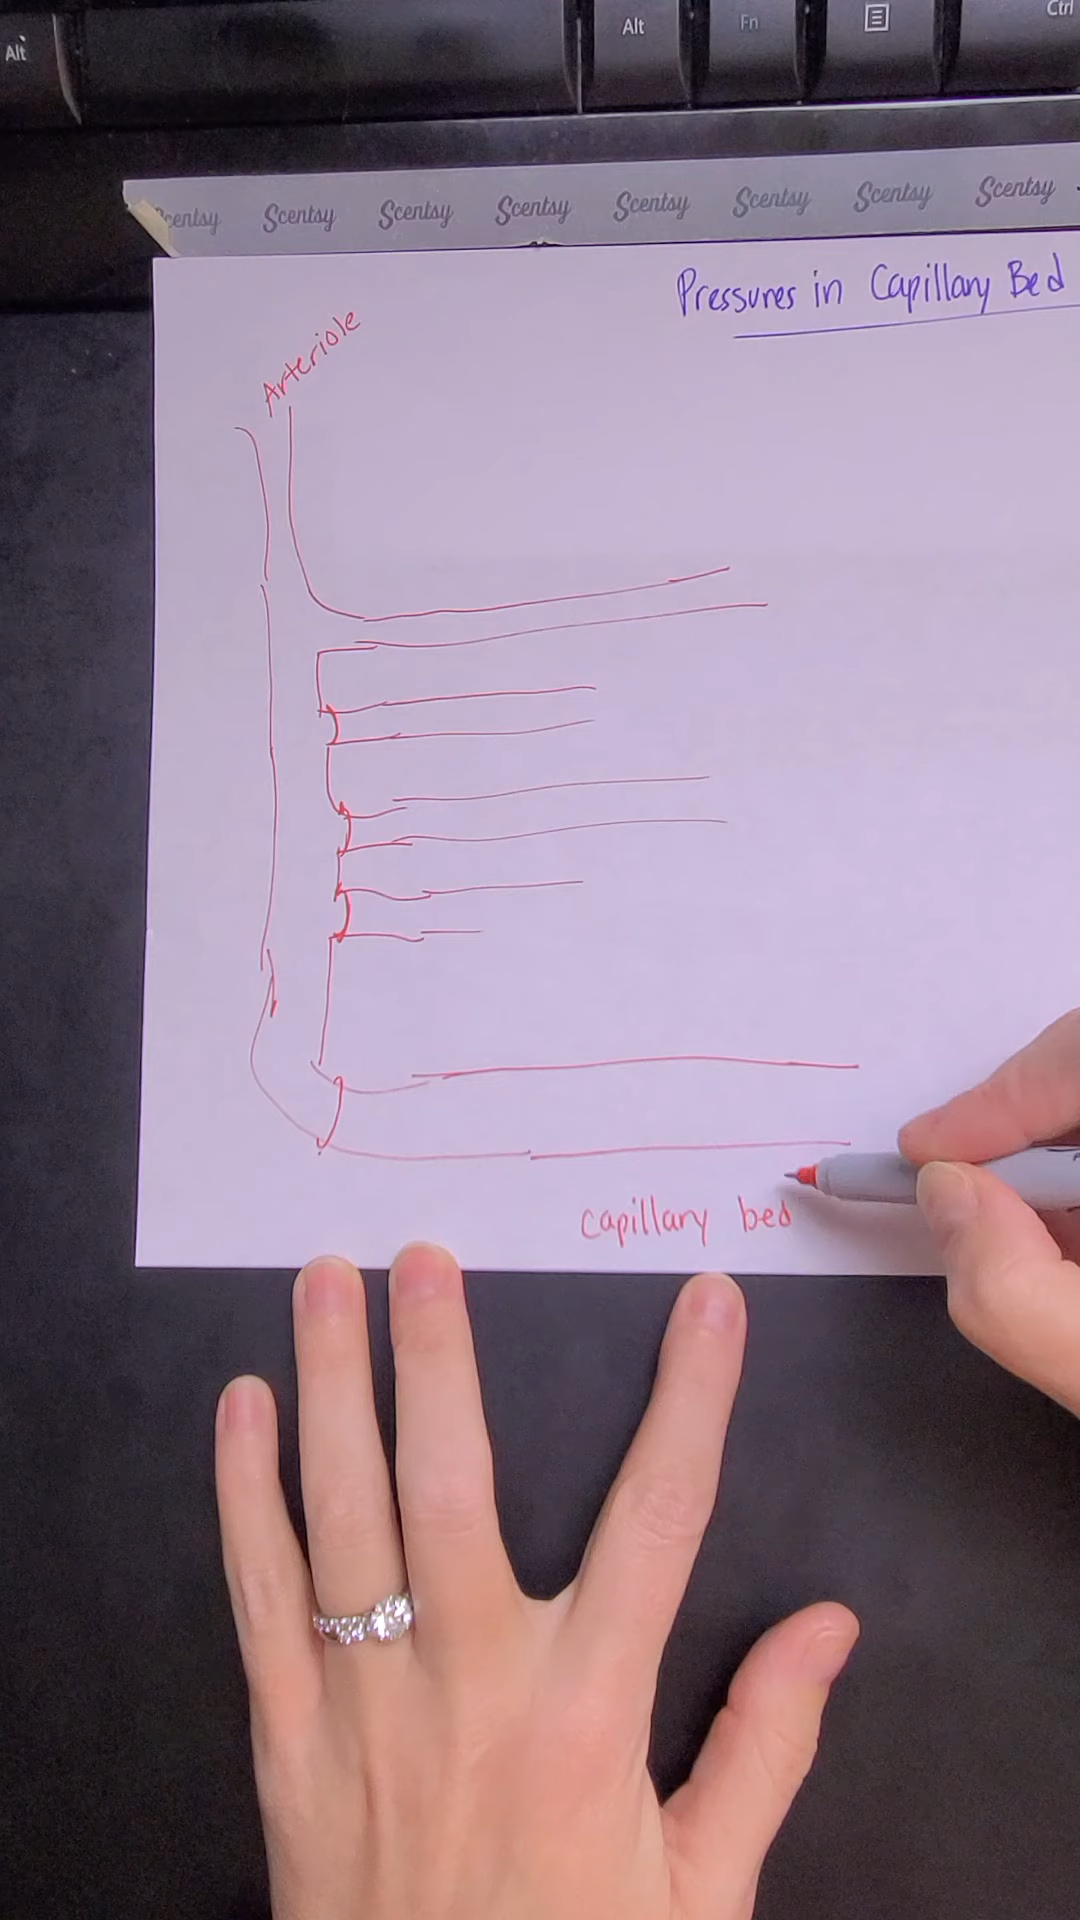 Alt
Alt
Fn
Ctrl
Scentsy Scentsy Scentsy Scentsy Scentsy Scentsy Scentsy Scentsy
Pressures in Capillary Bed
Arteriole
capillary bed